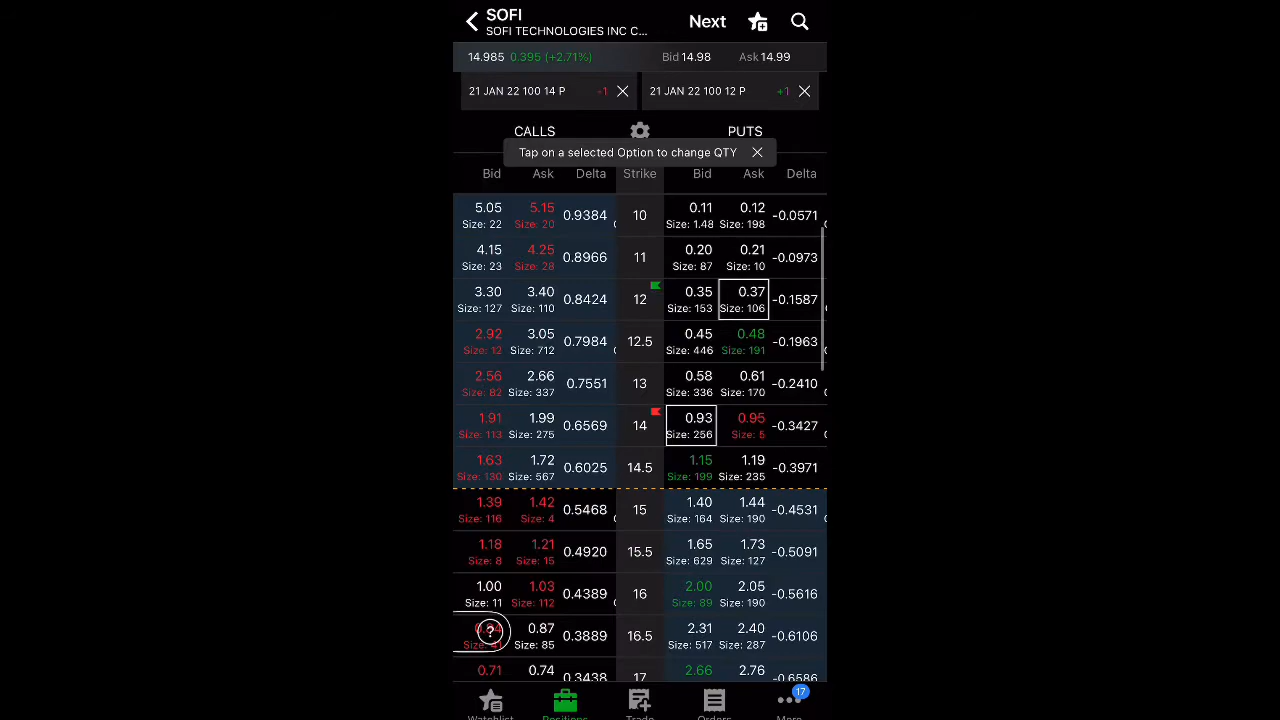 SOFI
SOFI TECHNOLOGIES INC C...
Next
14.985 0.395 (+2.71%) Bid 14.98 Ask 14.99
21 JAN 22 100 14 P -1 21 JAN 22 100 12 P +1
CALLS PUTS
Tap on a selected Option to change QTY
Bid Ask Delta Strike Bid Ask Delta
5.05 5.15 0.9384 10 0.11 0.12 -0.0571
Size: 22 Size: 20 Size: 1.48 Size: 198
4.15 4.25 0.8966 11 0.20 0.21 -0.0973
Size: 23 Size: 28 Size: 87 Size: 10
3.30 3.40 0.8424 12 0.35 0.37 -0.1587
Size: 127 Size: 110 Size: 153 Size: 106
2.92 3.05 0.7984 12.5 0.45 0.48 -0.1963
Size: 12 Size: 712 Size: 446 Size: 191
2.56 2.66 0.7551 13 0.58 0.61 -0.2410
Size: 82 Size: 337 Size: 336 Size: 170
1.91 1.99 0.6569 14 0.93 0.95 -0.3427
Size: 113 Size: 275 Size: 256 Size: 5
1.63 1.72 0.6025 14.5 1.15 1.19 -0.3971
Size: 130 Size: 567 Size: 199 Size: 235
1.39 1.42 0.5468 15 1.40 1.44 -0.4531
Size: 116 Size: 4 Size: 164 Size: 190
1.18 1.21 0.4920 15.5 1.65 1.73 -0.5091
Size: 8 Size: 15 Size: 629 Size: 127
1.00 1.03 0.4389 16 2.00 2.05 -0.5616
Size: 11 Size: 112 Size: 89 Size: 190
? 0.87 0.3889 16.5 2.31 2.40 -0.6106
Size: 85 Size: 517 Size: 287
0.71 0.74 0.3438 17 2.66 2.76 -0.6586
17
Watchlist Positions Trade Orders More